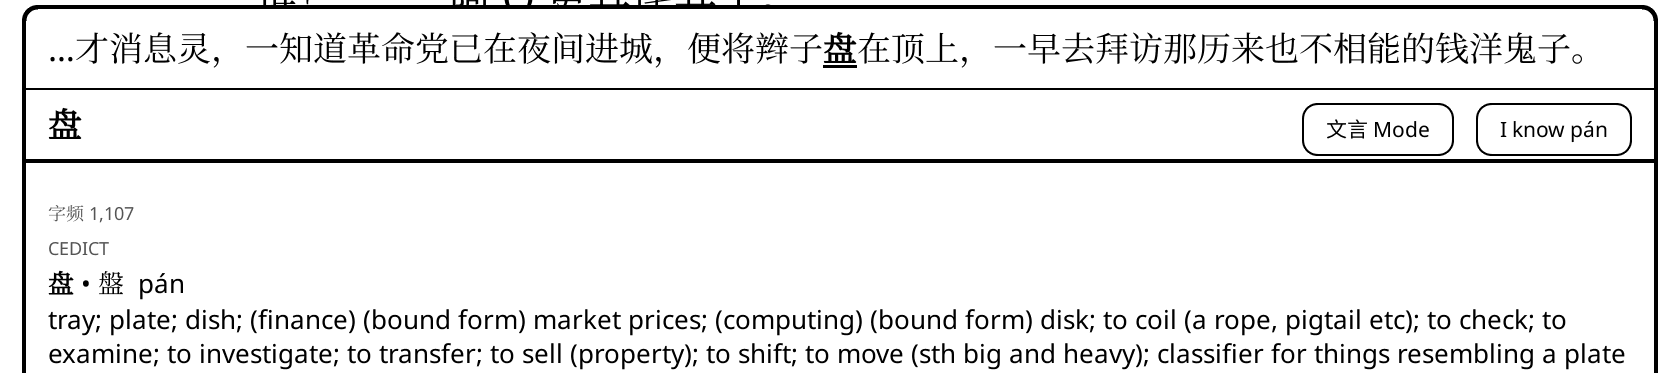 …才消息灵，一知道革命党已在夜间进城，便将辫子盘在顶上，一早去拜访那历来也不相能的钱洋鬼子。
盘
文言 Mode
I know pán
字频 1,107
CEDICT
盘 • 盤 pán
tray; plate; dish; (finance) (bound form) market prices; (computing) (bound form) disk; to coil (a rope, pigtail etc); to check; to
examine; to investigate; to transfer; to sell (property); to shift; to move (sth big and heavy); classifier for things resembling a plate